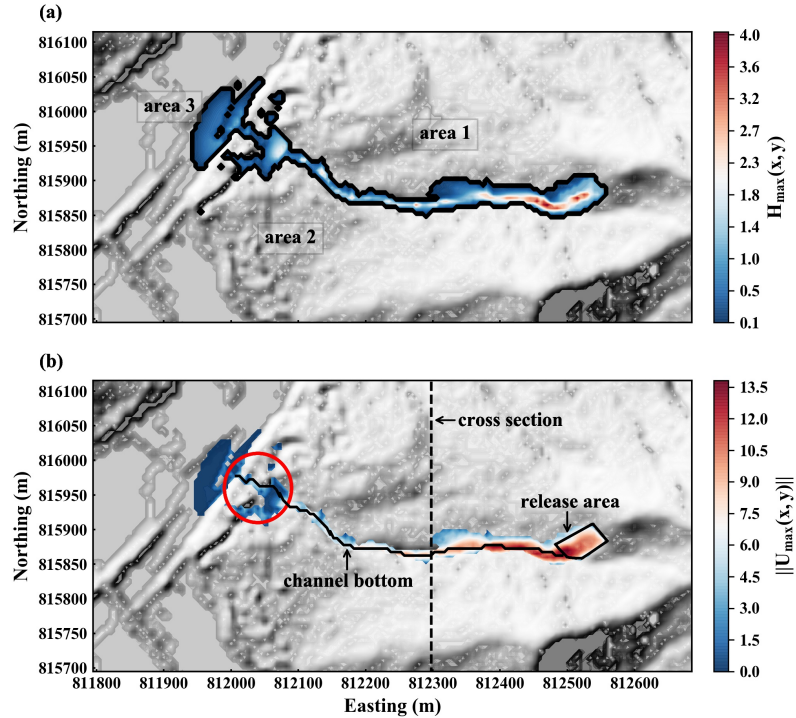 (a)
816100
816050
816000
815950
815900
815850
815800
815750
815700
Northing (m)
area 3
area 1
area 2
4.0
3.6
3.2
2.7
2.3
1.8
1.4
1.0
0.5
0.1
H_max(x, y)
(b)
816100
816050
816000
815950
815900
815850
815800
815750
815700
Northing (m)
cross section
release area
channel bottom
13.5
12.0
10.5
9.0
7.5
6.0
4.5
3.0
1.5
0.0
||U_max(x, y)||
811800 811900 812000 812100 812200 812300 812400 812500 812600
Easting (m)